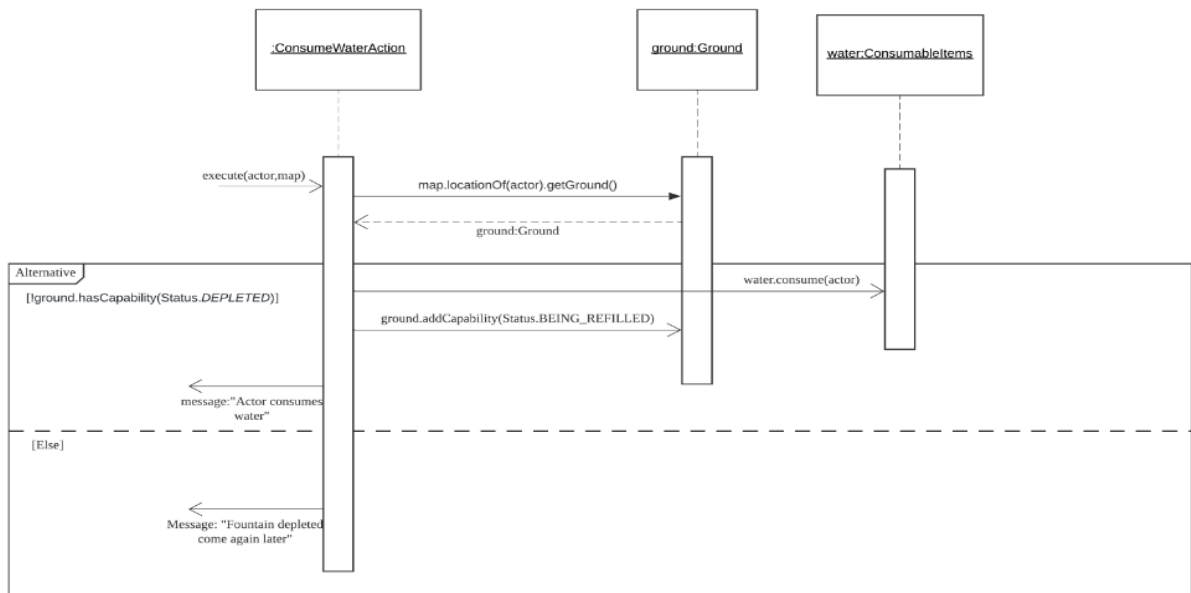 :ConsumeWaterAction
ground:Ground
water:ConsumableItems
execute(actor,map)
map.locationOf(actor).getGround()
ground:Ground
Alternative
water.consume(actor)
[!ground.hasCapability(Status.DEPLETED)]
ground.addCapability(Status.BEING_REFILLED)
message:"Actor consumes
water"
[Else]
Message: "Fountain depleted
come again later"